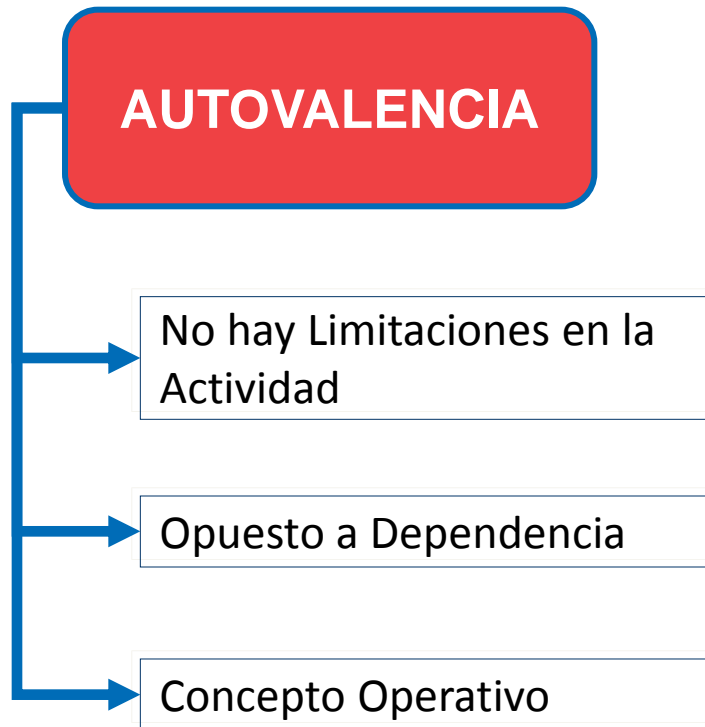 AUTOVALENCIA
No hay Limitaciones en la
Actividad
Opuesto a Dependencia
Concepto Operativo